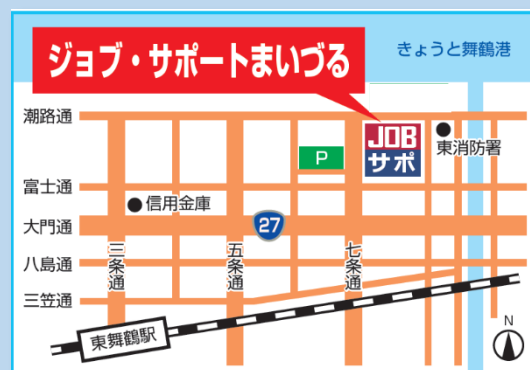 ジョブ・サポートまいづる
きょうと舞鶴港
潮路通
JOB
サポ
東消防署
P
富士通
信用金庫
大門通
27
八島通
三条通
五条通
七条通
三笠通
東舞鶴駅
N